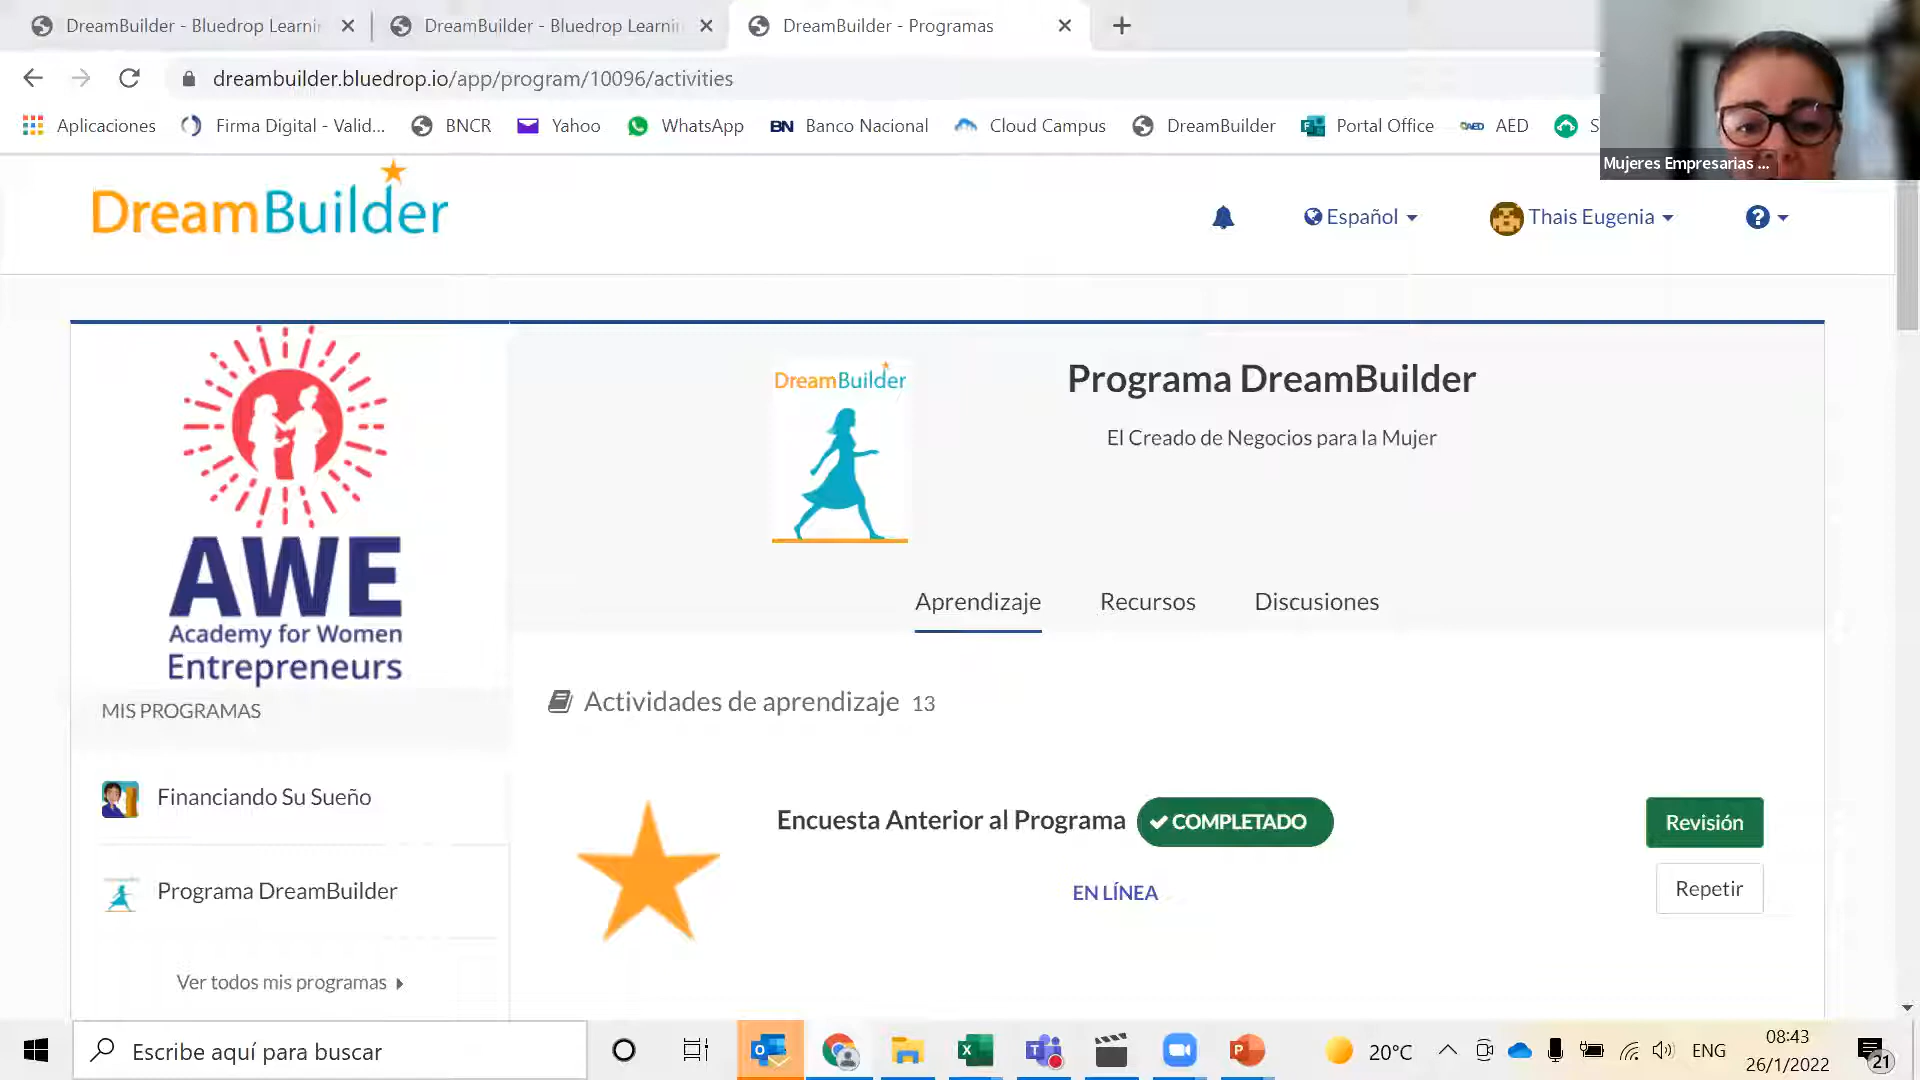 DreamBuilder - Bluedrop Learni
DreamBuilder - Bluedrop Learnin
DreamBuilder - Programas
dreambuilder.bluedrop.io/app/program/10096/activities
Aplicaciones
Firma Digital - Valid...
BNCR
Yahoo
WhatsApp
BN Banco Nacional
Cloud Campus
DreamBuilder
Portal Office
AED AED
S
Mujeres Empresarias ...
DreamBuilder
Español
Thais Eugenia
?
DreamBuilder
Programa DreamBuilder
El Creado de Negocios para la Mujer
AWE
Academy for Women
Entrepreneurs
Aprendizaje
Recursos
Discusiones
MIS PROGRAMAS
Actividades de aprendizaje 13
Financiando Su Sueño
Encuesta Anterior al Programa
COMPLETADO
Revisión
Programa DreamBuilder
EN LÍNEA
Repetir
Ver todos mis programas
Escribe aquí para buscar
20°C
ENG
08:43
26/1/2022
21